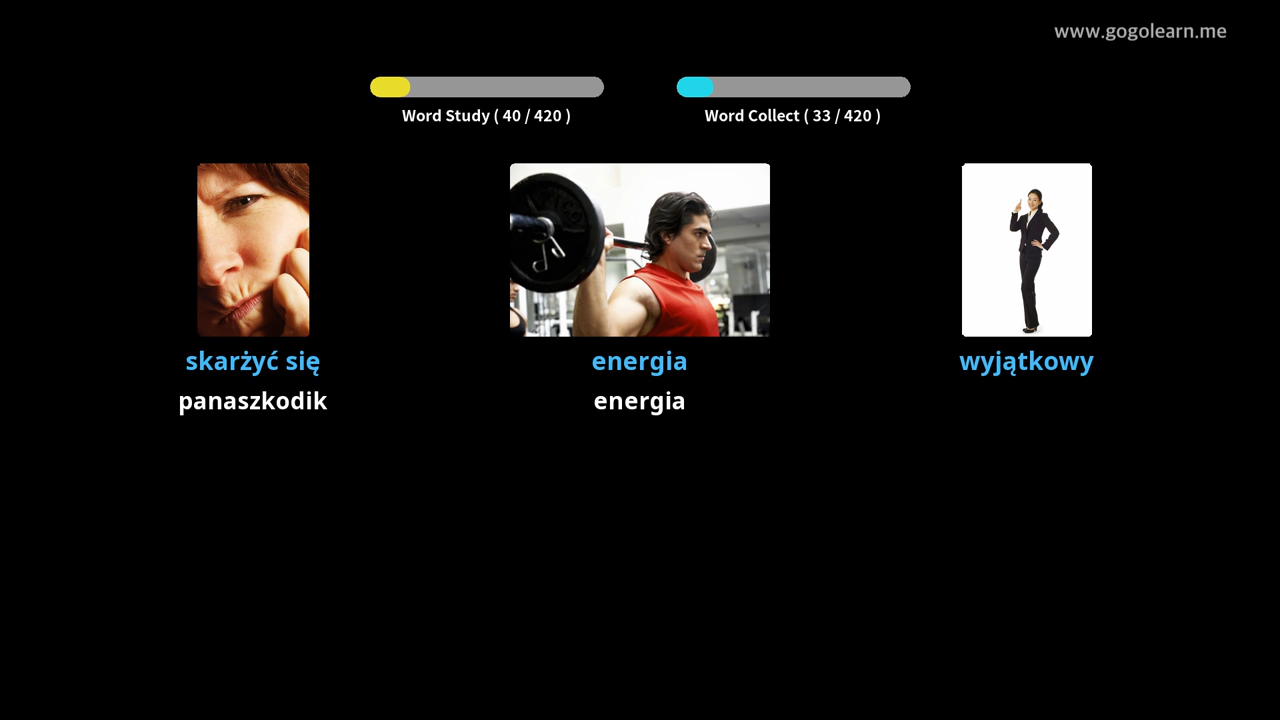 www.gogolearn.me
Word Study ( 40 / 420 )
Word Collect ( 33 / 420 )
skarżyć się
panaszkodik
energia
energia
wyjątkowy